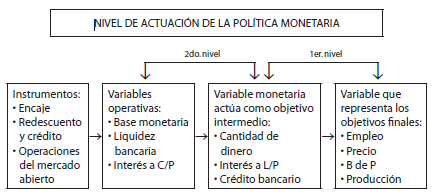 NIVEL DE ACTUACIÓN DE LA POLÍTICA MONETARIA
2do. nivel
1er. nivel
Instrumentos:
• Encaje
• Redescuento
y crédito
• Operaciones
del mercado
abierto
Variables
operativas:
• Base monetaria
• Liquidez
bancaria
• Interés a C/P
Variable monetaria
actúa como objetivo
intermedio:
• Cantidad de
dinero
• Interés a L/P
• Crédito bancario
Variable que
representa los
objetivos finales:
• Empleo
• Precio
• B de P
• Producción